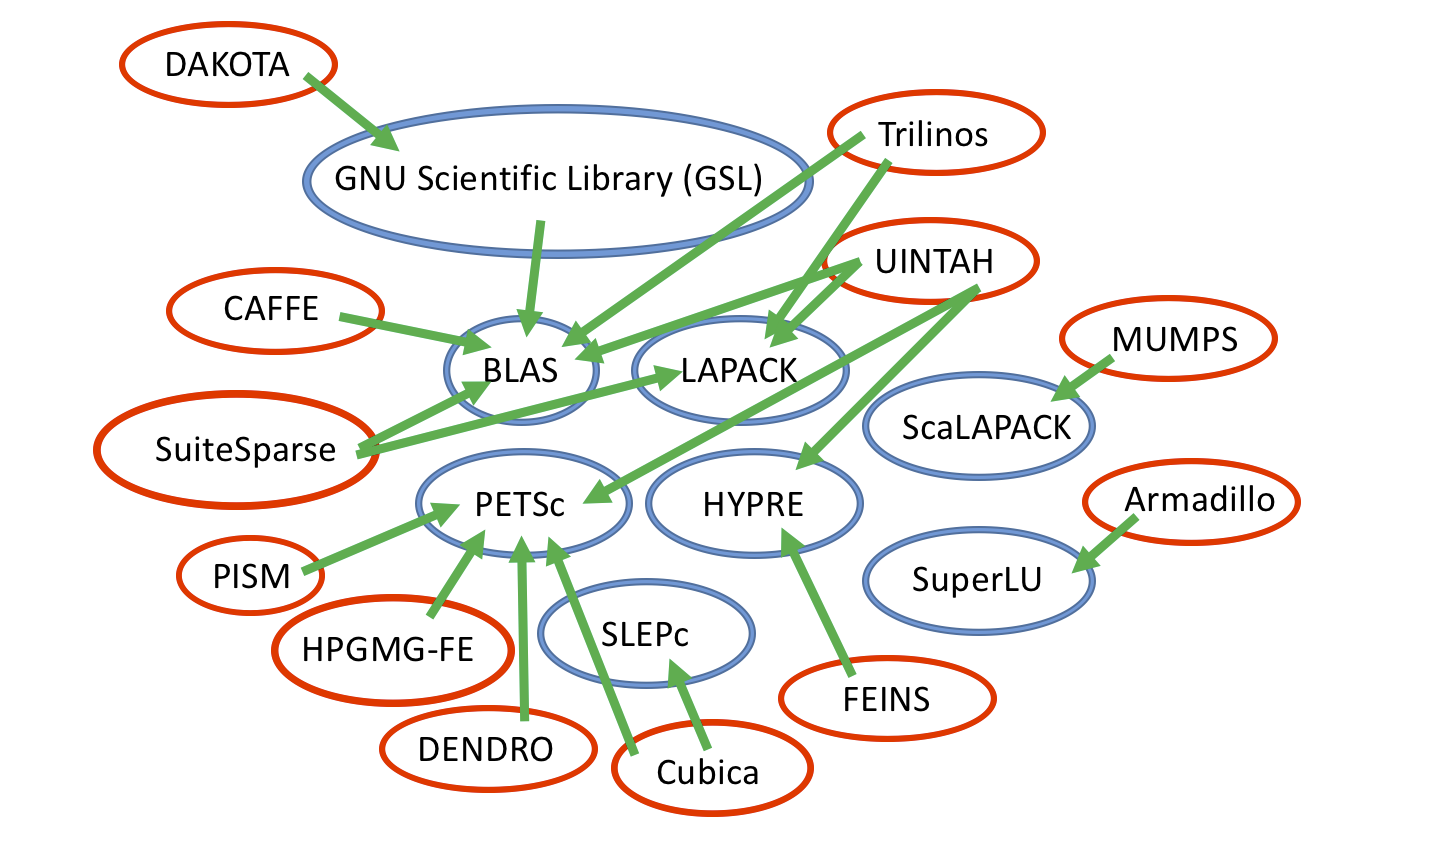 DAKOTA
Trilinos
GNU Scientific Library (GSL)
UINTAH
CAFFE
MUMPS
BLAS
LAPACK
ScaLAPACK
SuiteSparse
PETSc
HYPRE
Armadillo
PISM
SuperLU
SLEPc
HPGMG-FE
FEINS
DENDRO
Cubica